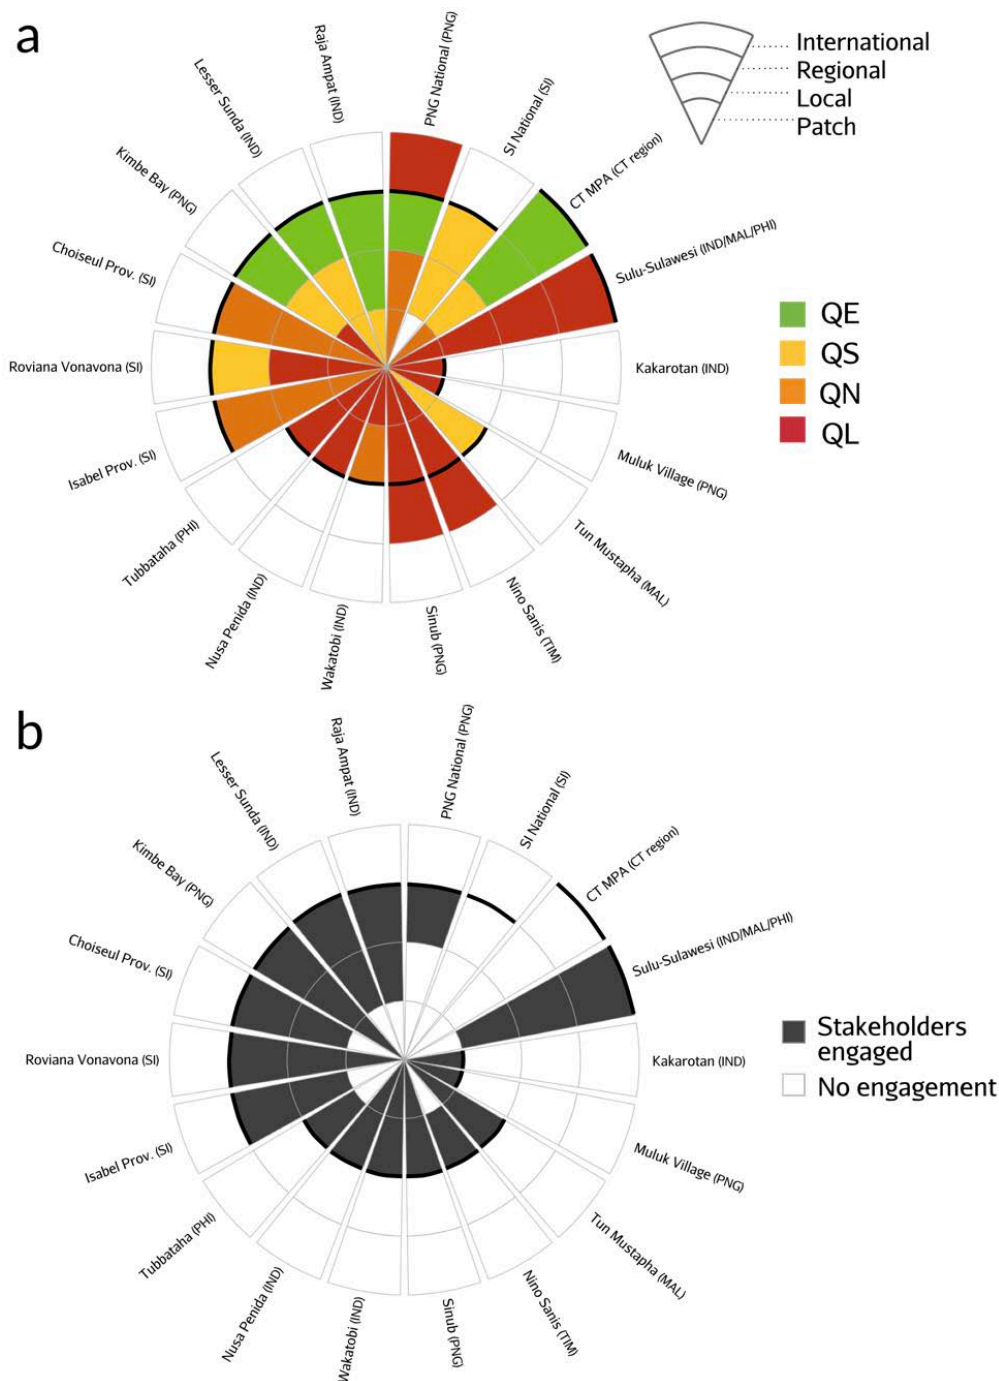 a
International
Regional
Local
Patch
Raja Ampat (IND)
PNG National (PNG)
Lesser Sunda (IND)
SI National (SI)
Kimbe Bay (PNG)
CT MPA (CT region)
Choiseul Prov. (SI)
Sulu-Sulawesi (IND/MAL/PHI)
Roviana Vonavona (SI)
Kakarotan (IND)
Isabel Prov. (SI)
Muluk Village (PNG)
Tubbataha (PHI)
Tun Mustapha (MAL)
Nusa Penida (IND)
Wakatobi (IND)
Sinub (PNG)
Nino Sanis (TIM)
QE
QS
QN
QL
b
Raja Ampat (IND)
PNG National (PNG)
Lesser Sunda (IND)
SI National (SI)
Kimbe Bay (PNG)
CT MPA (CT region)
Choiseul Prov. (SI)
Sulu-Sulawesi (IND/MAL/PHI)
Roviana Vonavona (SI)
Kakarotan (IND)
Isabel Prov. (SI)
Muluk Village (PNG)
Tubbataha (PHI)
Tun Mustapha (MAL)
Nusa Penida (IND)
Wakatobi (IND)
Sinub (PNG)
Nino Sanis (TIM)
Stakeholders
engaged
No engagement